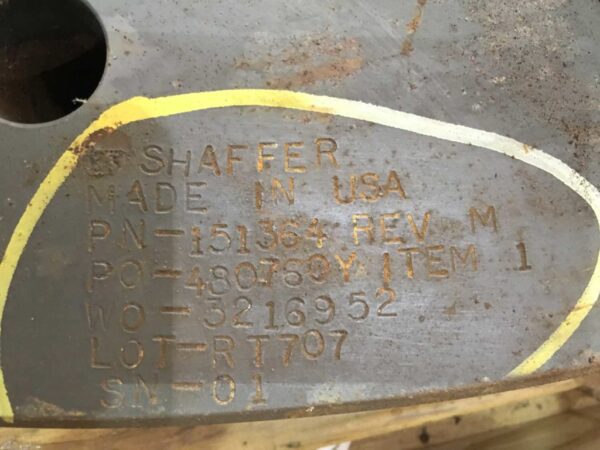 SHAFFER
MADE IN USA
PN-151364 REV M
PO-480760Y ITEM 1
WO-3216952
LOT-RT707
SN-01